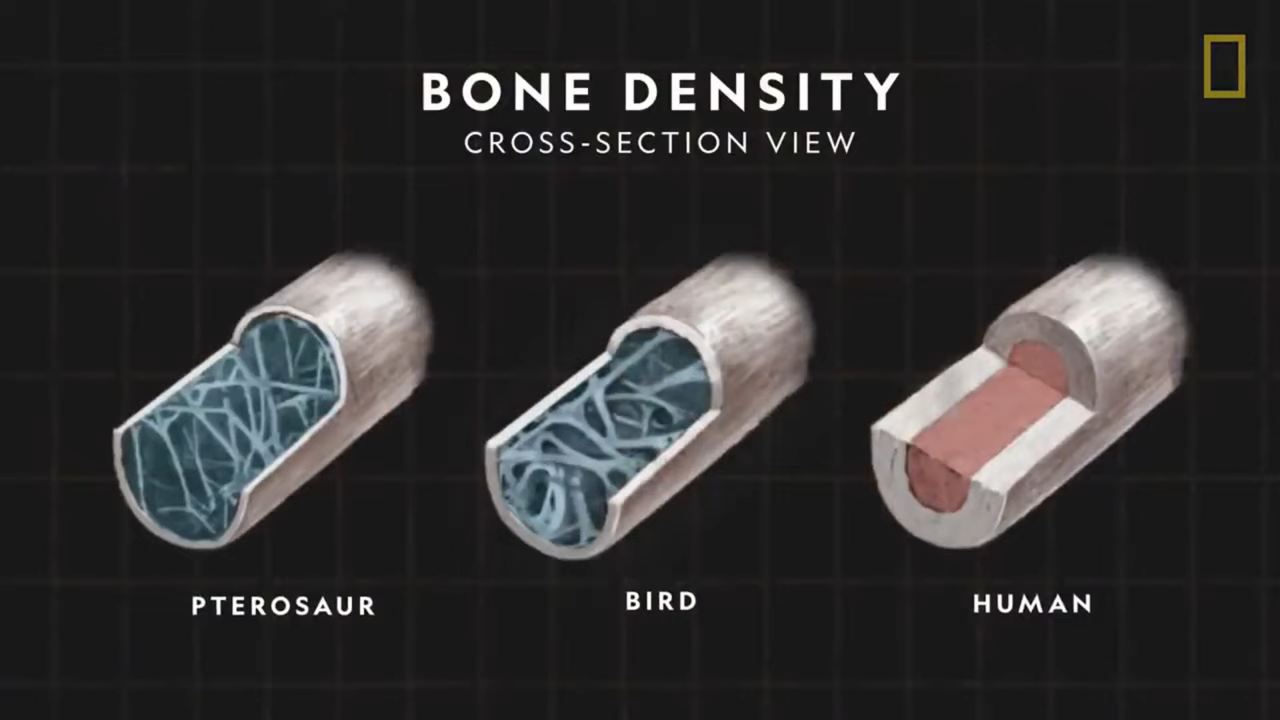 BONE DENSITY
CROSS-SECTION VIEW
PTEROSAUR
BIRD
HUMAN